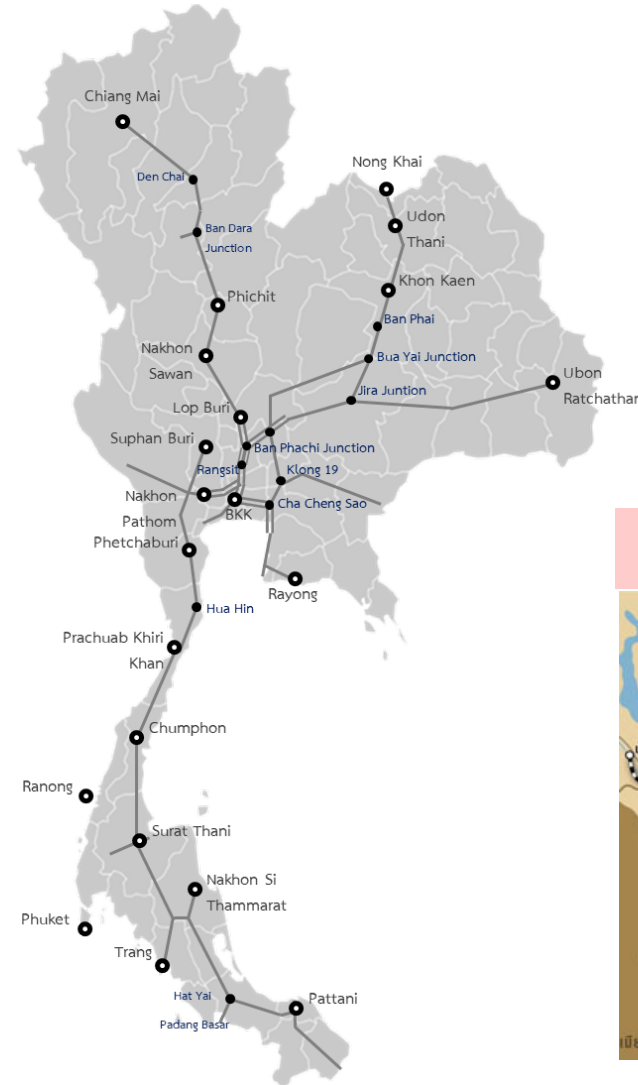 Chiang Mai
Nong Khai
Den Chai
Udon
Thani
Ban Dara
Junction
Khon Kaen
Phichit
Ban Phai
Nakhon
Sawan
Bua Yai Junction
Ubon
Ratchathan
Jira Juntion
Lop Buri
Suphan Buri
Ban Phachi Junction
Rangsit
Klong 19
Nakhon
Pathom
BKK
Cha Cheng Sao
Phetchaburi
Rayong
Hua Hin
Prachuab Khiri
Khan
Chumphon
Ranong
Surat Thani
Nakhon Si
Thammarat
Phuket
Trang
Hat Yai
Pattani
Padang Basar